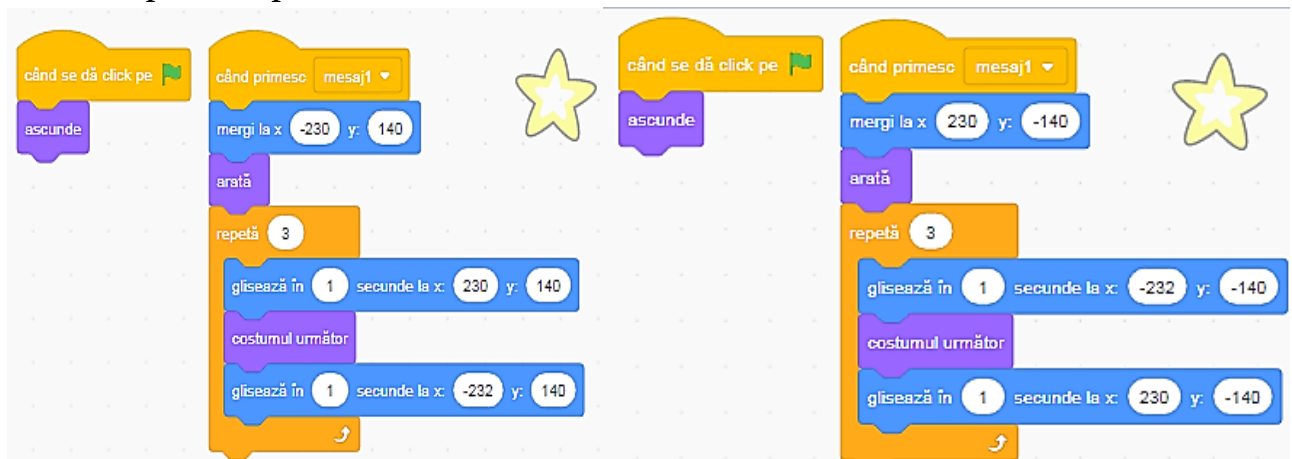 când se dă click pe
ascunde
când primesc mesaj1
mergi la x -230 y: 140
arată
repetă 3
glisează în 1 secunde la x: 230 y: 140
costumul următor
glisează în 1 secunde la x: -232 y: 140
când se dă click pe
ascunde
când primesc mesaj1
mergi la x 230 y: -140
arată
repetă 3
glisează în 1 secunde la x: -232 y: -140
costumul următor
glisează în 1 secunde la x: 230 y: -140